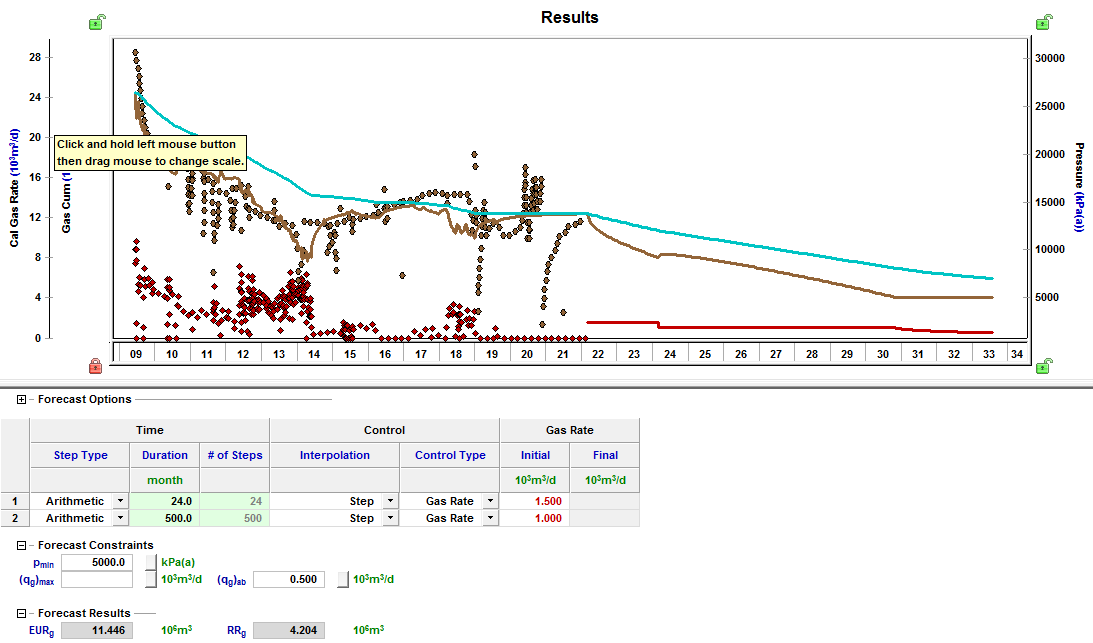 Results
Cal Gas Rate (10³m³/d)
Gas Cum (1
28
24
20
16
12
8
4
0
Click and hold left mouse button
then drag mouse to change scale.
30000
25000
20000
15000
10000
5000
Pressure (kPa(a))
09 10 11 12 13 14 15 16 17 18 19 20 21 22 23 24 25 26 27 28 29 30 31 32 33 34
Forecast Options
Time Control Gas Rate
Step Type Duration # of Steps Interpolation Control Type Initial Final
month 10³m³/d 10³m³/d
1 Arithmetic 24.0 24 Step Gas Rate 1.500
2 Arithmetic 500.0 500 Step Gas Rate 1.000
Forecast Constraints
pmin 5000.0 kPa(a)
(qg)max 10³m³/d (qg)ab 0.500 10³m³/d
Forecast Results
EURg 11.446 10⁶m³ RRg 4.204 10⁶m³